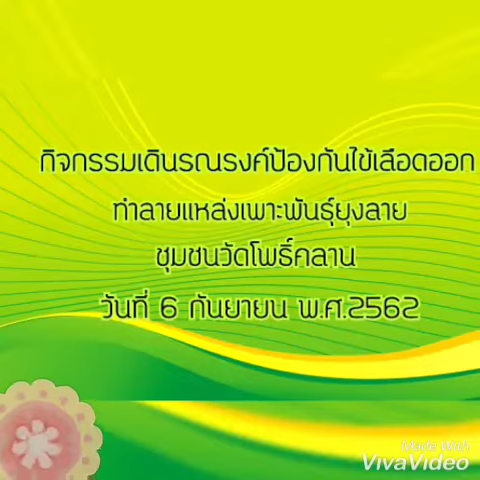 กิจกรรมเดินรณรงค์ป้องกันไข้เลือดออก
ทำลายแหล่งเพาะพันธุ์ยุงลาย
ชุมชนวัดโพธิ์คลาน
วันที่ 6 กันยายน พ.ศ.2562
Made With
VivaVideo